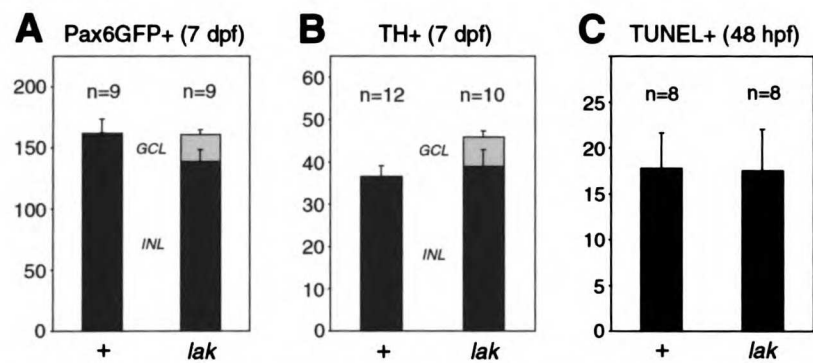 A Pax6GFP+ (7 dpf)
200
150
100
50
0
n=9 n=9
GCL
INL
+ lak
B TH+ (7 dpf)
60
50
40
30
20
10
0
n=12 n=10
GCL
INL
+ lak
C TUNEL+ (48 hpf)
25
20
15
10
5
0
n=8 n=8
+ lak